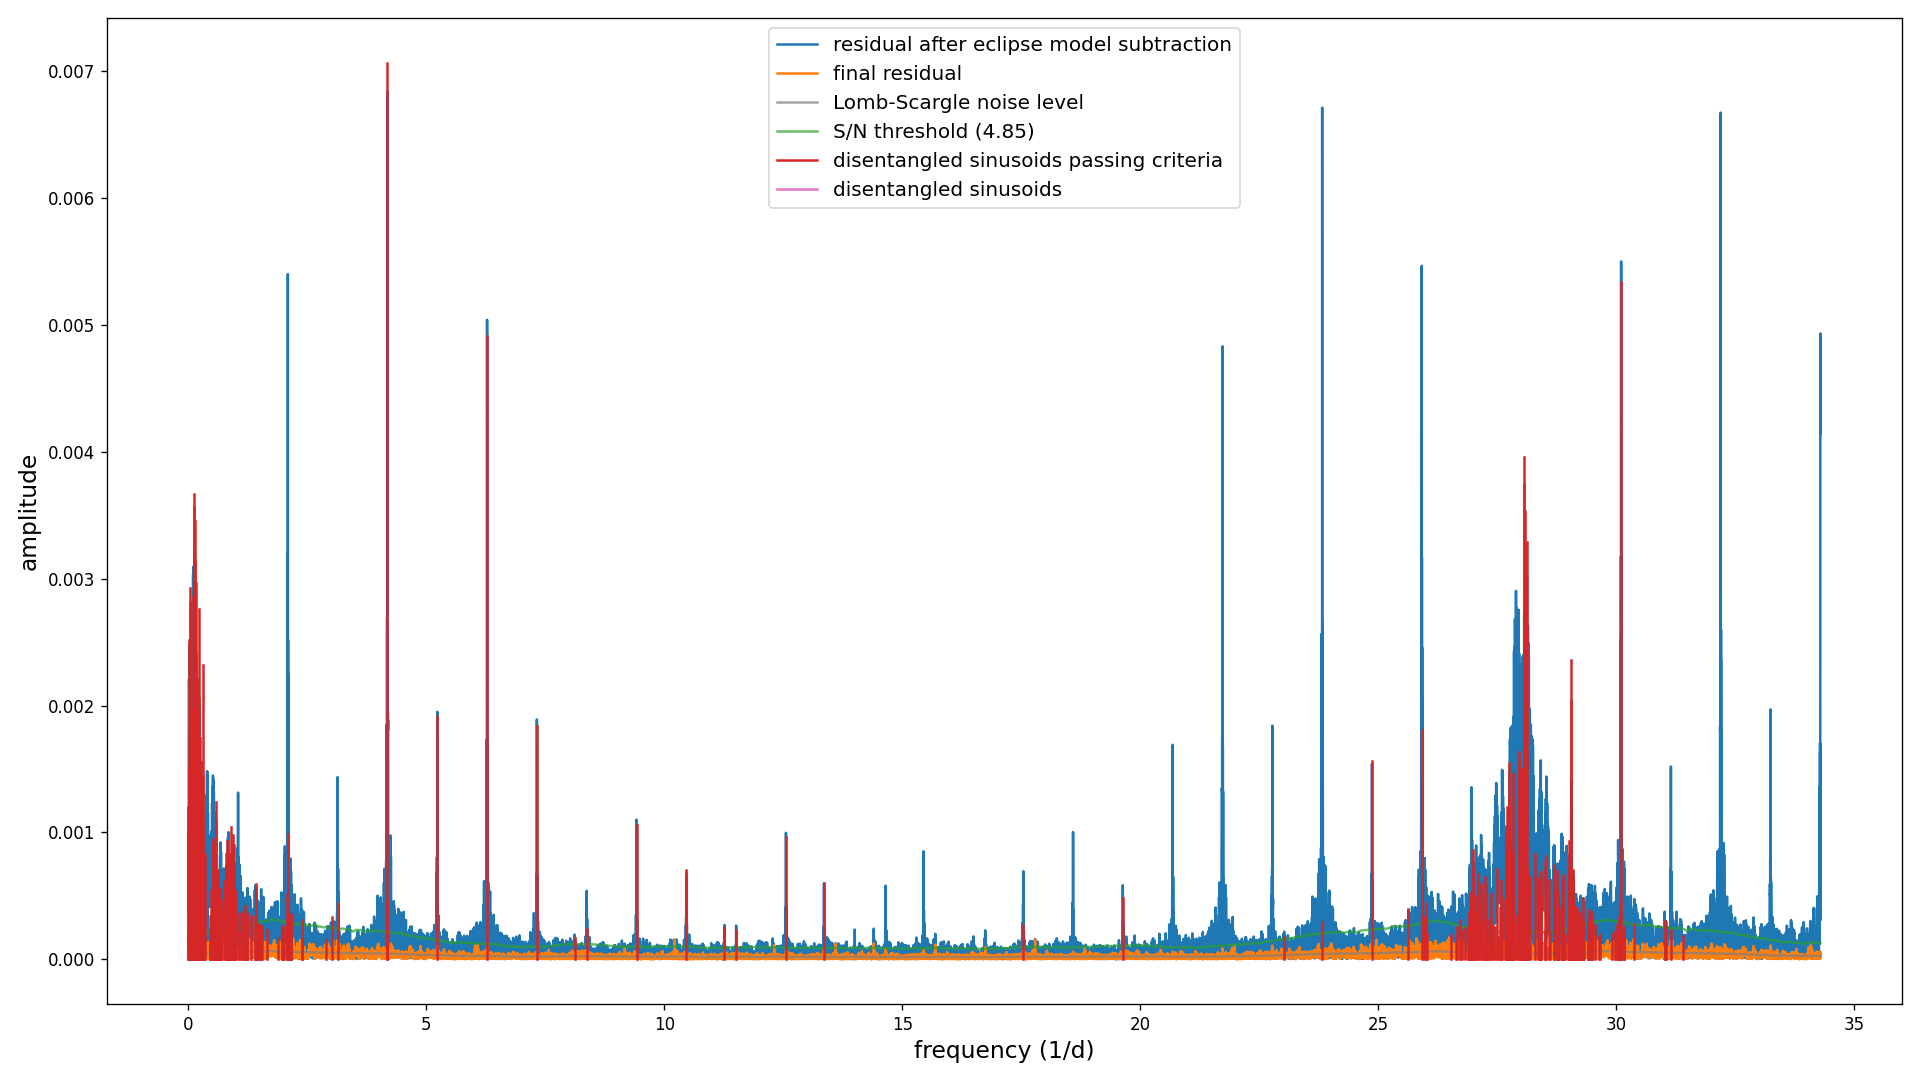 residual after eclipse model subtraction
final residual
Lomb-Scargle noise level
S/N threshold (4.85)
disentangled sinusoids passing criteria
disentangled sinusoids
amplitude
0.007
0.006
0.005
0.004
0.003
0.002
0.001
0.000
0 5 10 15 20 25 30 35
frequency (1/d)